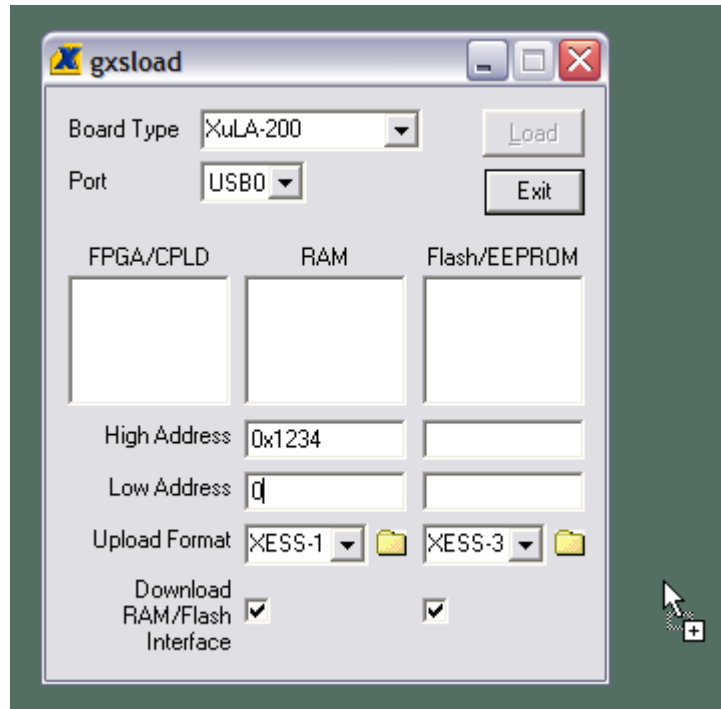 gxsload
Board Type XuLA-200 Load
Port USB0 Exit
FPGA/CPLD RAM Flash/EEPROM
High Address 0x1234
Low Address 0
Upload Format XESS-1 XESS-3
Download
RAM/Flash
Interface